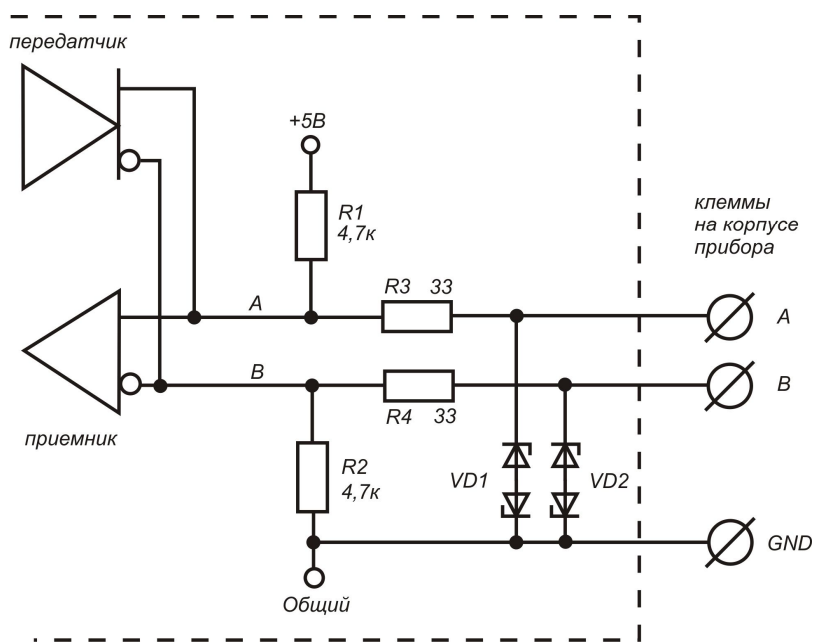 передатчик
+5В
R1
4,7к
клеммы
на корпусе
прибора
R3 33
A
A
B
B
R4 33
приемник
R2
4,7к
VD1
VD2
GND
Общий